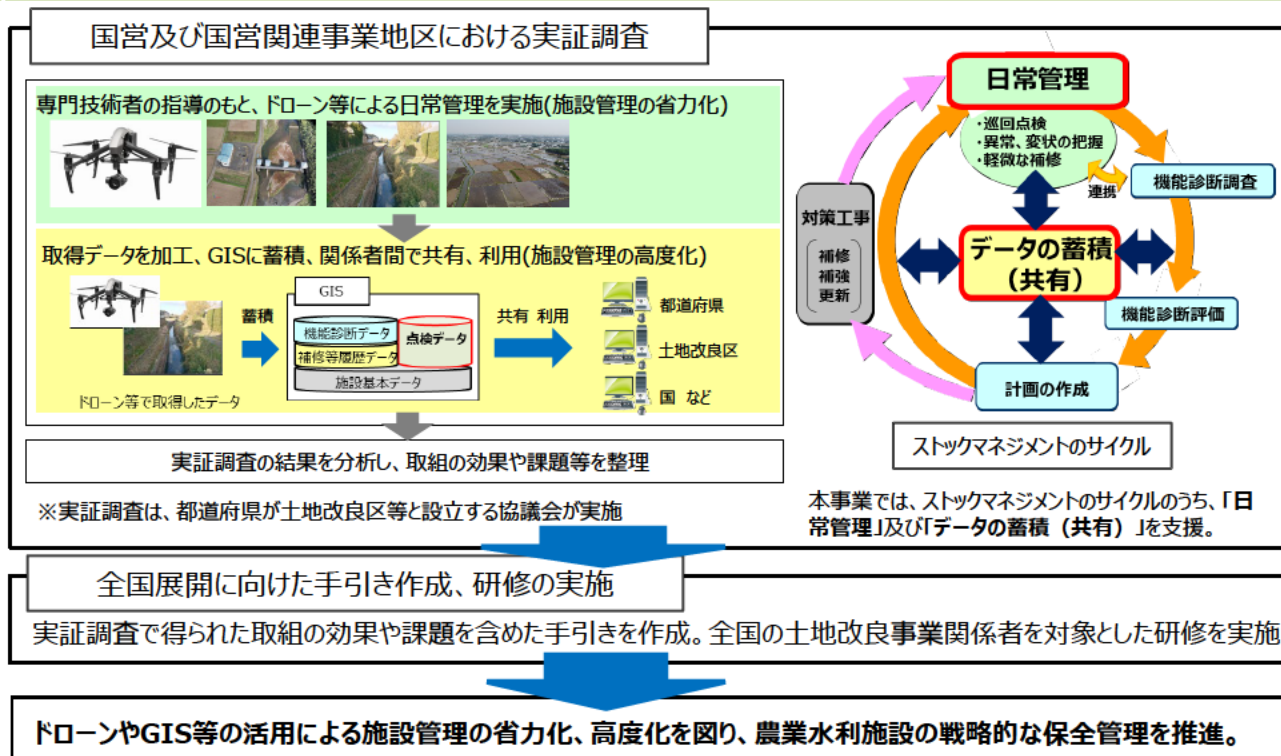 国営及び国営関連事業地区における実証調査
専門技術者の指導のもと、ドローン等による日常管理を実施(施設管理の省力化)
取得データを加工、GISに蓄積、関係者間で共有、利用(施設管理の高度化)
蓄積
GIS
機能診断データ
補修等履歴データ
点検データ
施設基本データ
共有 利用
都道府県
土地改良区
国 など
ドローン等で取得したデータ
実証調査の結果を分析し、取組の効果や課題等を整理
※実証調査は、都道府県が土地改良区等と設立する協議会が実施
日常管理
・巡回点検
・異常、変状の把握
・軽微な補修
連携
機能診断調査
対策工事
補修
補強
更新
データの蓄積
(共有)
機能診断評価
計画の作成
ストックマネジメントのサイクル
本事業では、ストックマネジメントのサイクルのうち、「日
常管理」及び「データの蓄積(共有)」を支援。
全国展開に向けた手引き作成、研修の実施
実証調査で得られた取組の効果や課題を含めた手引きを作成。全国の土地改良事業関係者を対象とした研修を実施
ドローンやGIS等の活用による施設管理の省力化、高度化を図り、農業水利施設の戦略的な保全管理を推進。